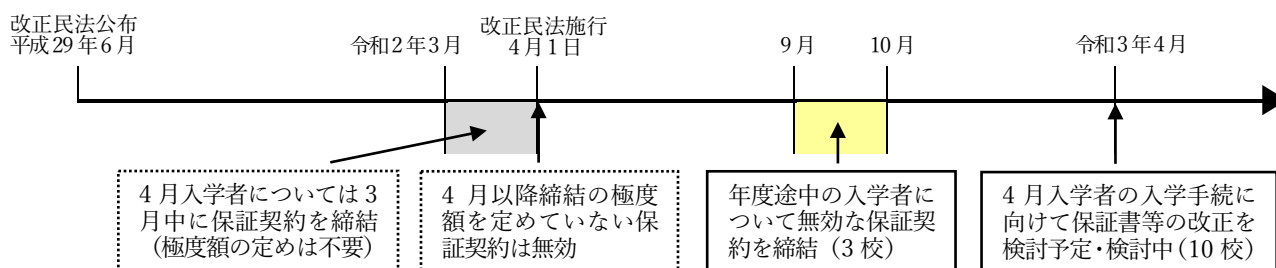 改正民法公布
平成29年6月
令和2年3月
改正民法施行
4月1日
9月
10月
令和3年4月
4月入学者については3
月中に保証契約を締結
(極度額の定めは不要)
4月以降締結の極度
額を定めていない保
証契約は無効
年度途中の入学者に
ついて無効な保証契
約を締結(3校)
4月入学者の入学手続に
向けて保証書等の改正を
検討予定・検討中(10校)